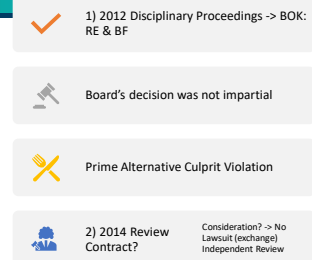 1) 2012 Disciplinary Proceedings -> BOK:
RE & BF
Board's decision was not impartial
Prime Alternative Culprit Violation
2) 2014 Review
Contract?
Consideration? -> No
Lawsuit (exchange)
Independent Review